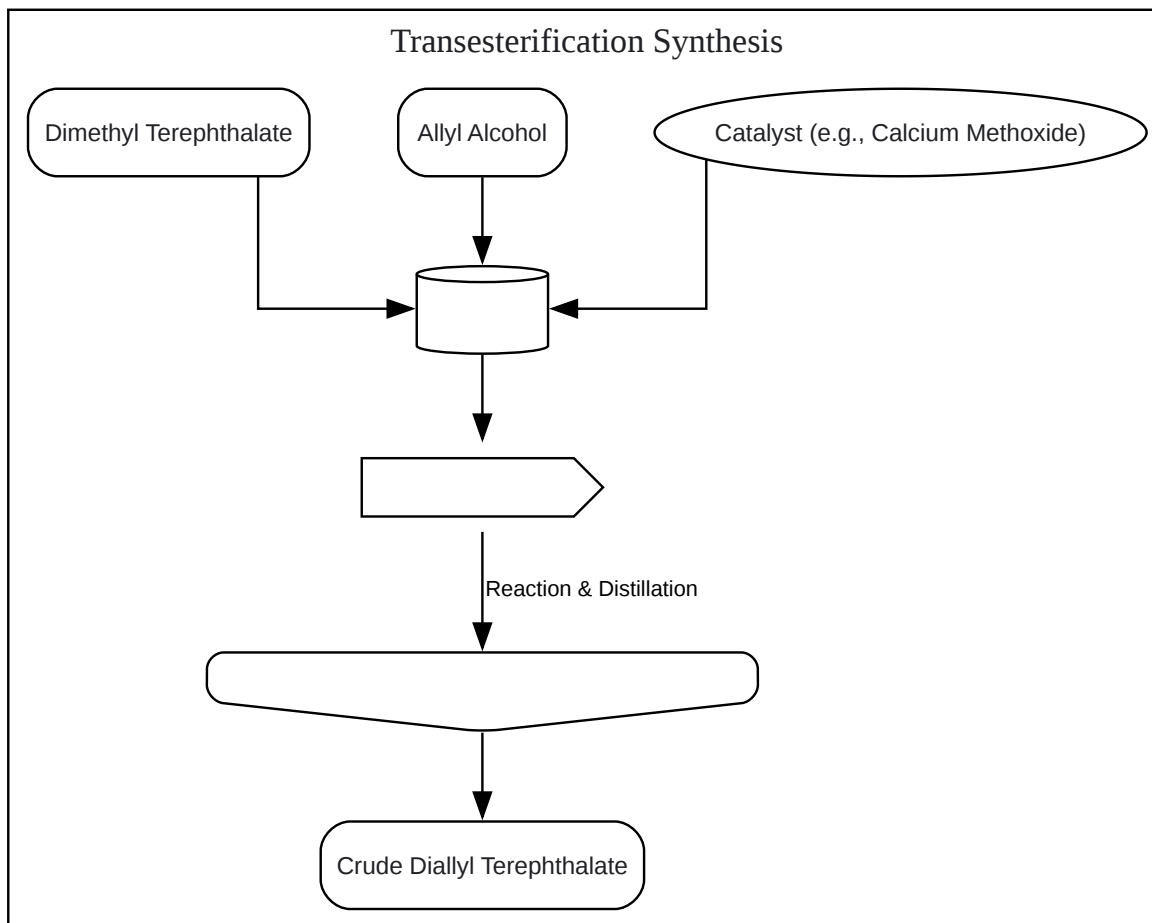 Transesterification Synthesis
Dimethyl Terephthalate
Allyl Alcohol
Catalyst (e.g., Calcium Methoxide)
Reaction & Distillation
Crude Diallyl Terephthalate